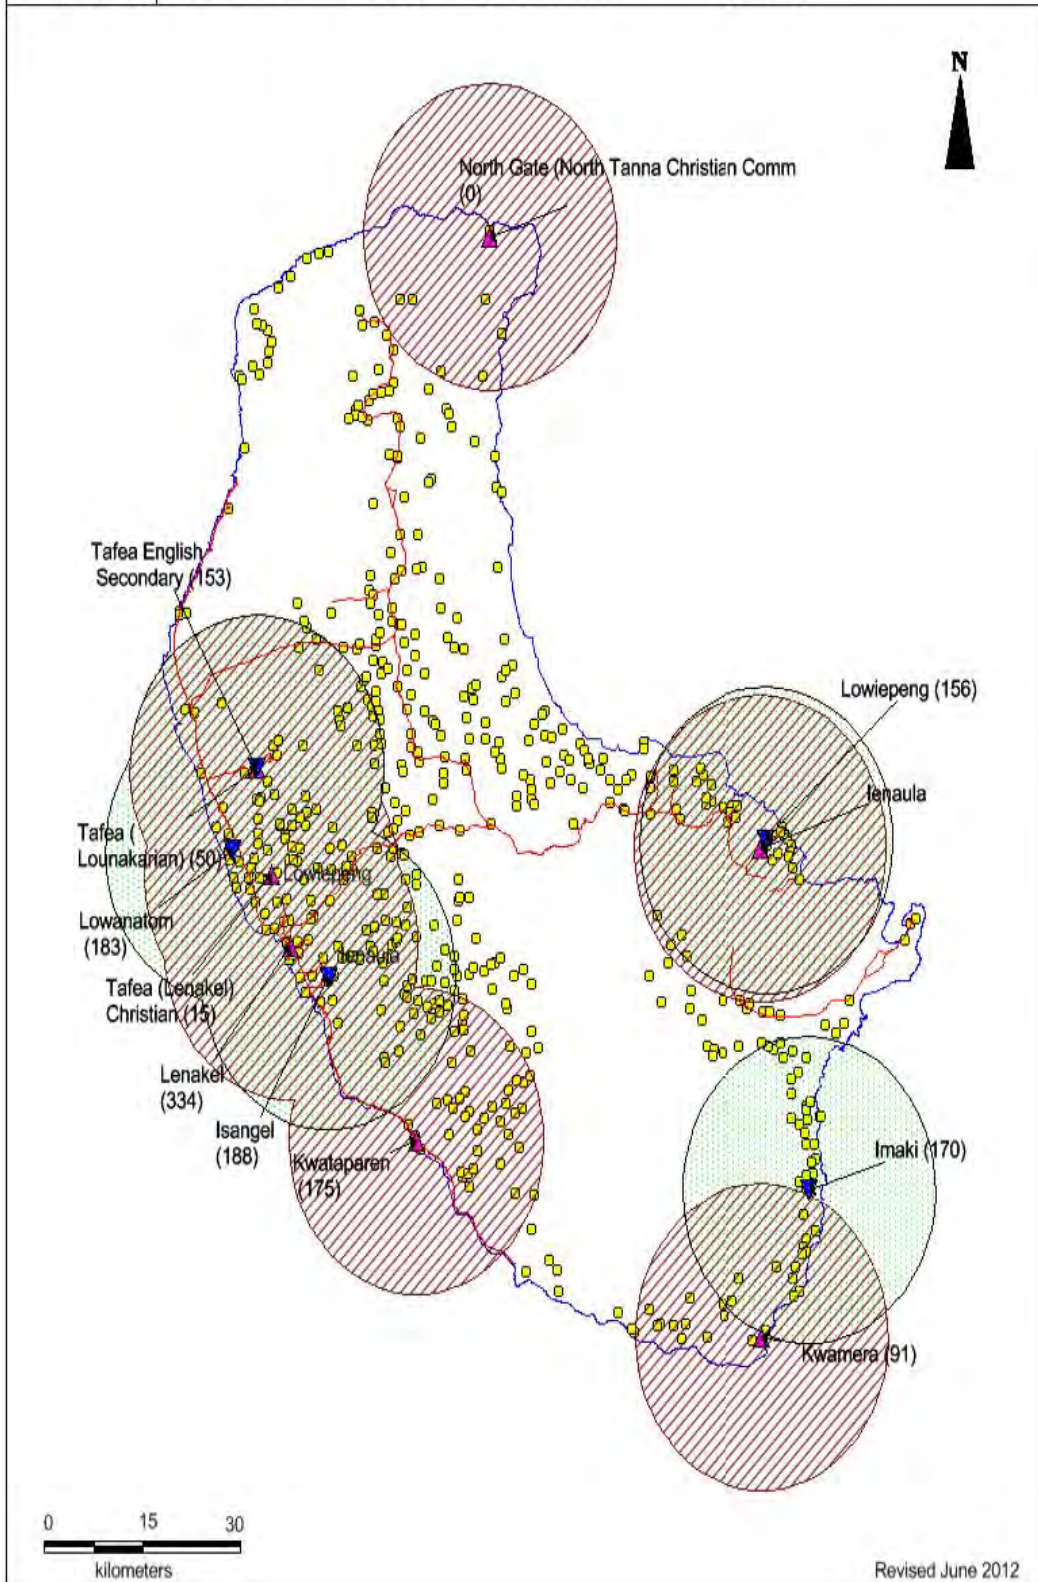 N
North Gate (North Tanna Christian Comm
(0)
Tafea English
Secondary (153)
Lowiepeng (156)
Ienaula
Tafea (
Lounakarian) (50)
Lowiepeng
Lowanatom
(183)
Ienaula
Tafea (Lenakel)
Christian (15)
Lenakel
(334)
Isangel
(188)
Kwataparen
(175)
Imaki (170)
Kwamera (91)
0 15 30
kilometers
Revised June 2012